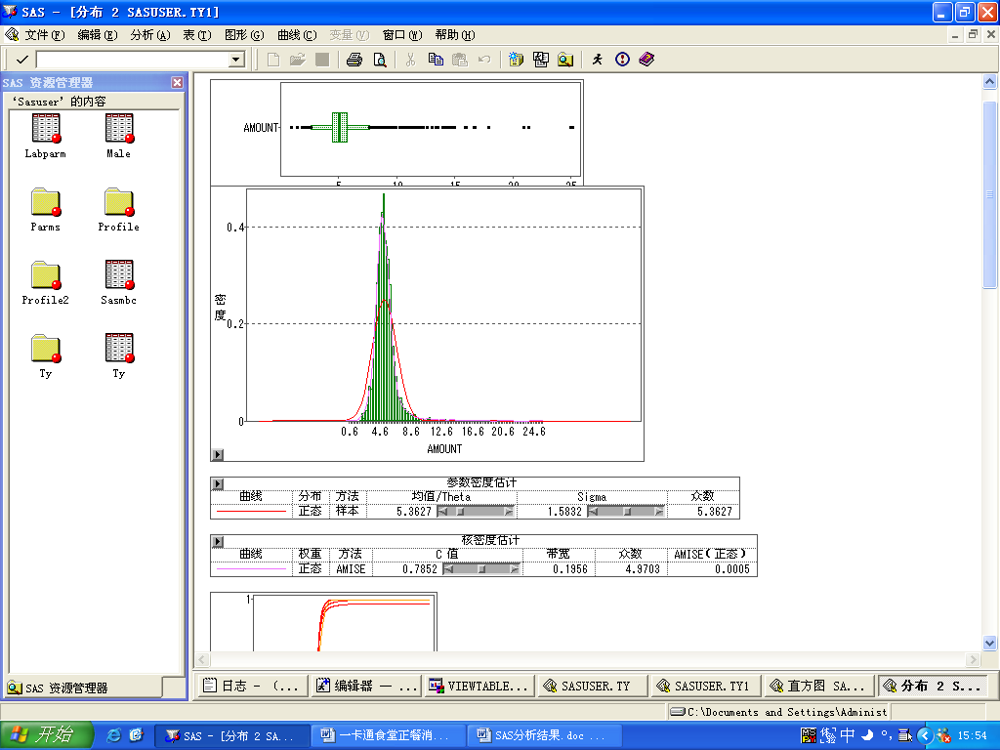 SAS - [分布 2 SASUSER.TY1]
文件(F) 编辑(E) 分析(A) 表(T) 图形(G) 曲线(C) 变量(V) 窗口(W) 帮助(H)
SAS 资源管理器
‘Sasuser’的内容
Labparm Male
Parms Profile
Profile2 Sasmbc
Ty Ty
SAS 资源管理器
AMOUNT
5 10 15 20 25
密度
0.4
0.2
0
0.6 4.6 8.6 12.6 16.6 20.6 24.6
AMOUNT
参数密度估计
曲线 分布 方法 均值/Theta Sigma 众数
正态 样本 5.3627 1.5832 5.3627
核密度估计
曲线 权重 方法 C 值 带宽 众数 AMISE(正态)
正态 AMISE 0.7852 0.1956 4.9703 0.0005
1
日志 - (... 编辑器 — ... VIEWTABLE... SASUSER.TY SASUSER.TY1 直方图 SA... 分布 2 S...
C:\Documents and Settings\Administ
开始 SAS - [分布 2 SA... 一卡通食堂正餐消... SAS分析结果.doc ... 中 15:54